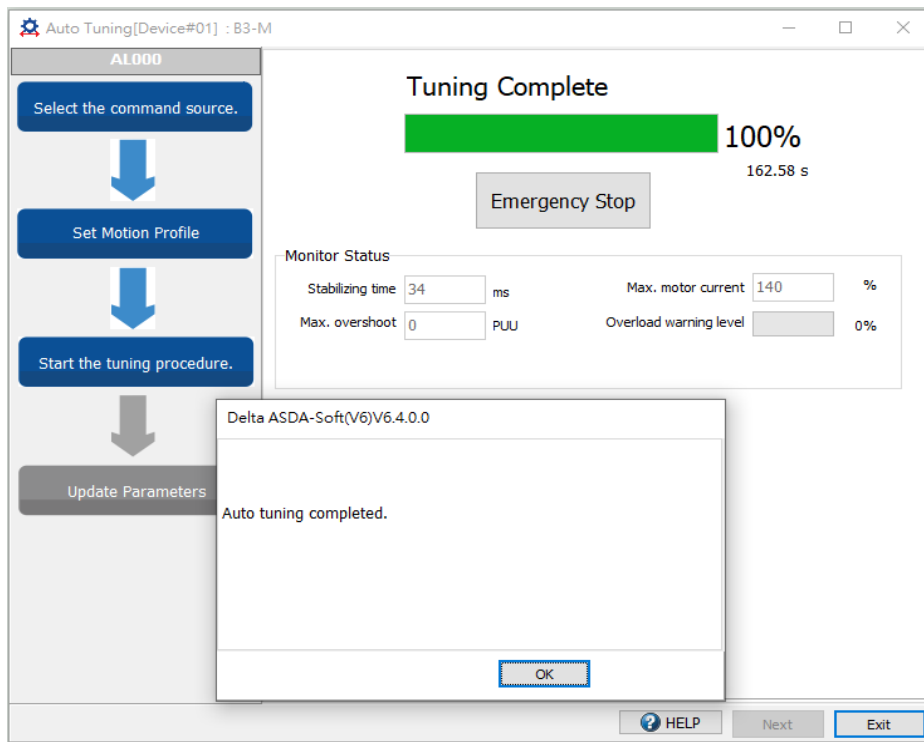 Auto Tuning[Device#01] : B3-M
AL000
Select the command source.
Set Motion Profile
Start the tuning procedure.
Update Parameters
Tuning Complete
100%
162.58 s
Emergency Stop
Monitor Status
Stabilizing time 34 ms
Max. motor current 140 %
Max. overshoot 0 PUU
Overload warning level 0%
Delta ASDA-Soft(V6)V6.4.0.0
Auto tuning completed.
OK
HELP
Next
Exit